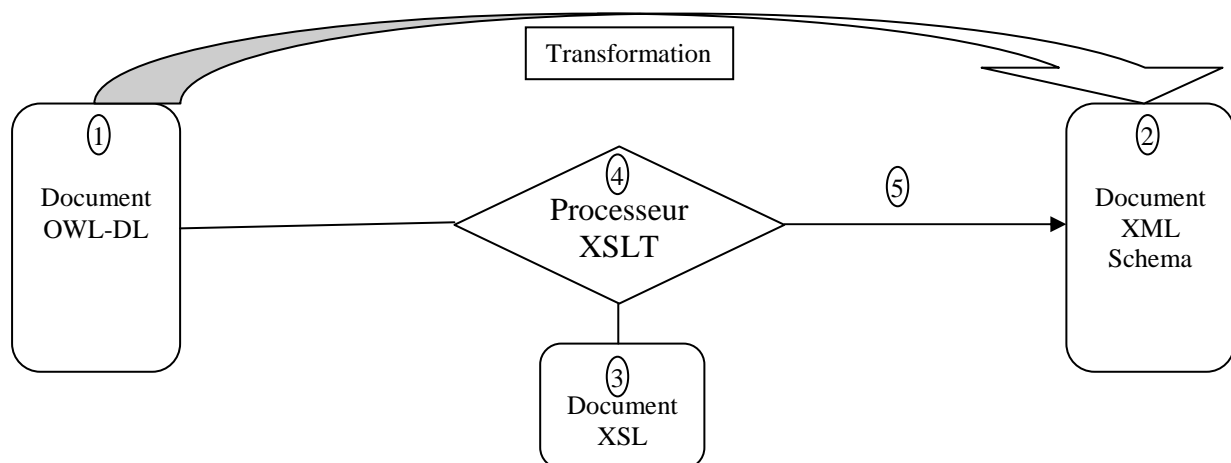 Transformation
1
Document
OWL-DL
4
Processeur
XSLT
5
2
Document
XML
Schema
3
Document
XSL